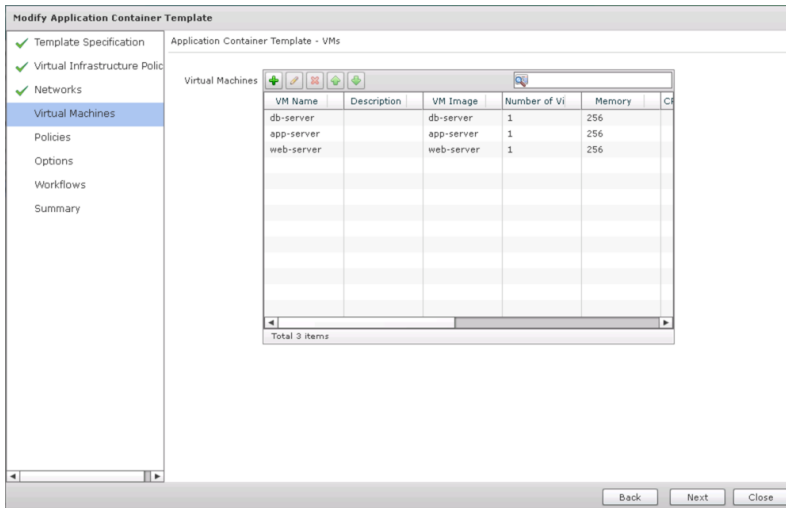 Modify Application Container Template
Template Specification
Virtual Infrastructure Polic
Networks
Virtual Machines
Policies
Options
Workflows
Summary
Application Container Template - VMs
Virtual Machines
VM Name Description VM Image Number of Vi Memory
db-server db-server 1 256
app-server app-server 1 256
web-server web-server 1 256
Total 3 items
Back Next Close